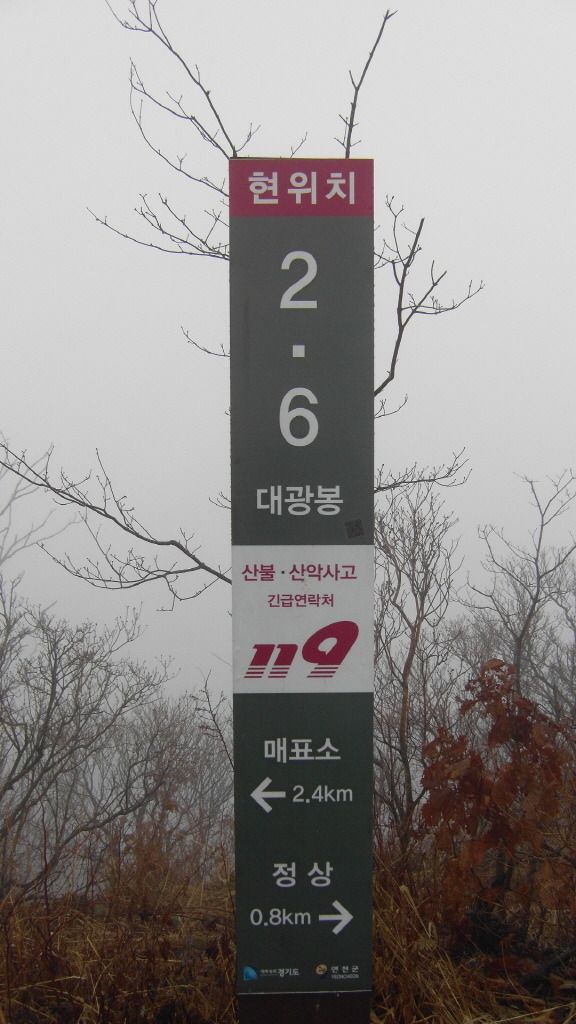 현위치
2
·
6
대광봉
산불·산악사고
긴급연락처
119
매표소
← 2.4km
정상
0.8km →
경기도
연천군
YEONCHEON